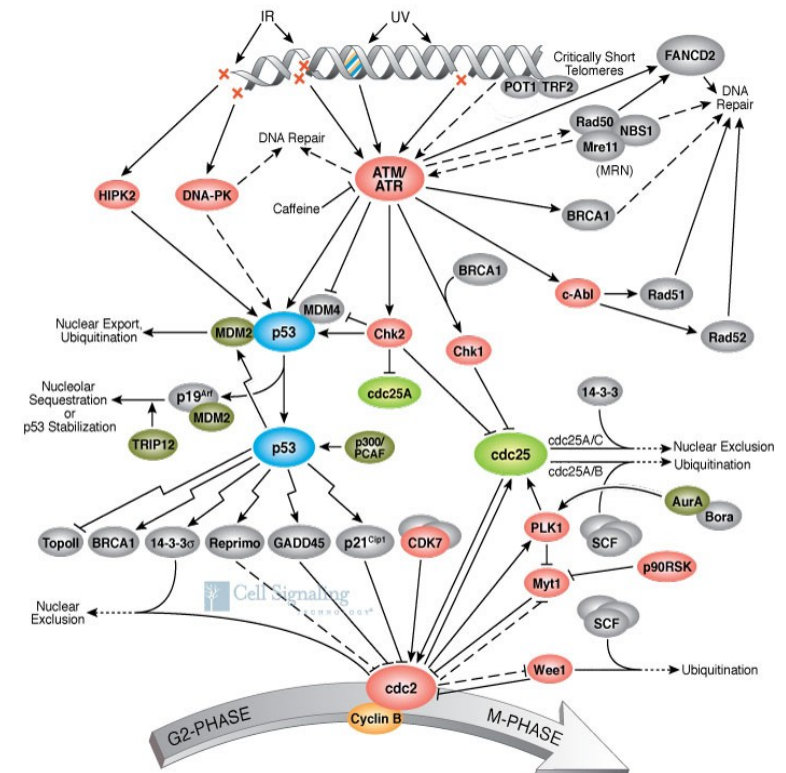 IR
UV
Critically Short
Telomeres
FANCD2
POT1
TRF2
DNA
Repair
Rad50
NBS1
Mre11
(MRN)
DNA Repair
ATM/
ATR
HIPK2
DNA-PK
Caffeine
BRCA1
BRCA1
c-Abl
Rad51
MDM4
Nuclear Export,
Ubiquitination
MDM2
p53
Chk2
Rad52
Chk1
Nucleolar
Sequestration
or
p53 Stabilization
p19Arf
MDM2
cdc25A
14-3-3
TRIP12
p53
p300/
PCAF
cdc25
cdc25A/C
Nuclear Exclusion
cdc25A/B
Ubiquitination
AurA
Bora
PLK1
TopoII
BRCA1
14-3-3σ
Reprimo
GADD45
p21Cip1
CDK7
SCF
Myt1
p90RSK
Cell Signaling
TECHNOLOGY®
Nuclear
Exclusion
SCF
Wee1
Ubiquitination
cdc2
Cyclin B
G2-PHASE
M-PHASE